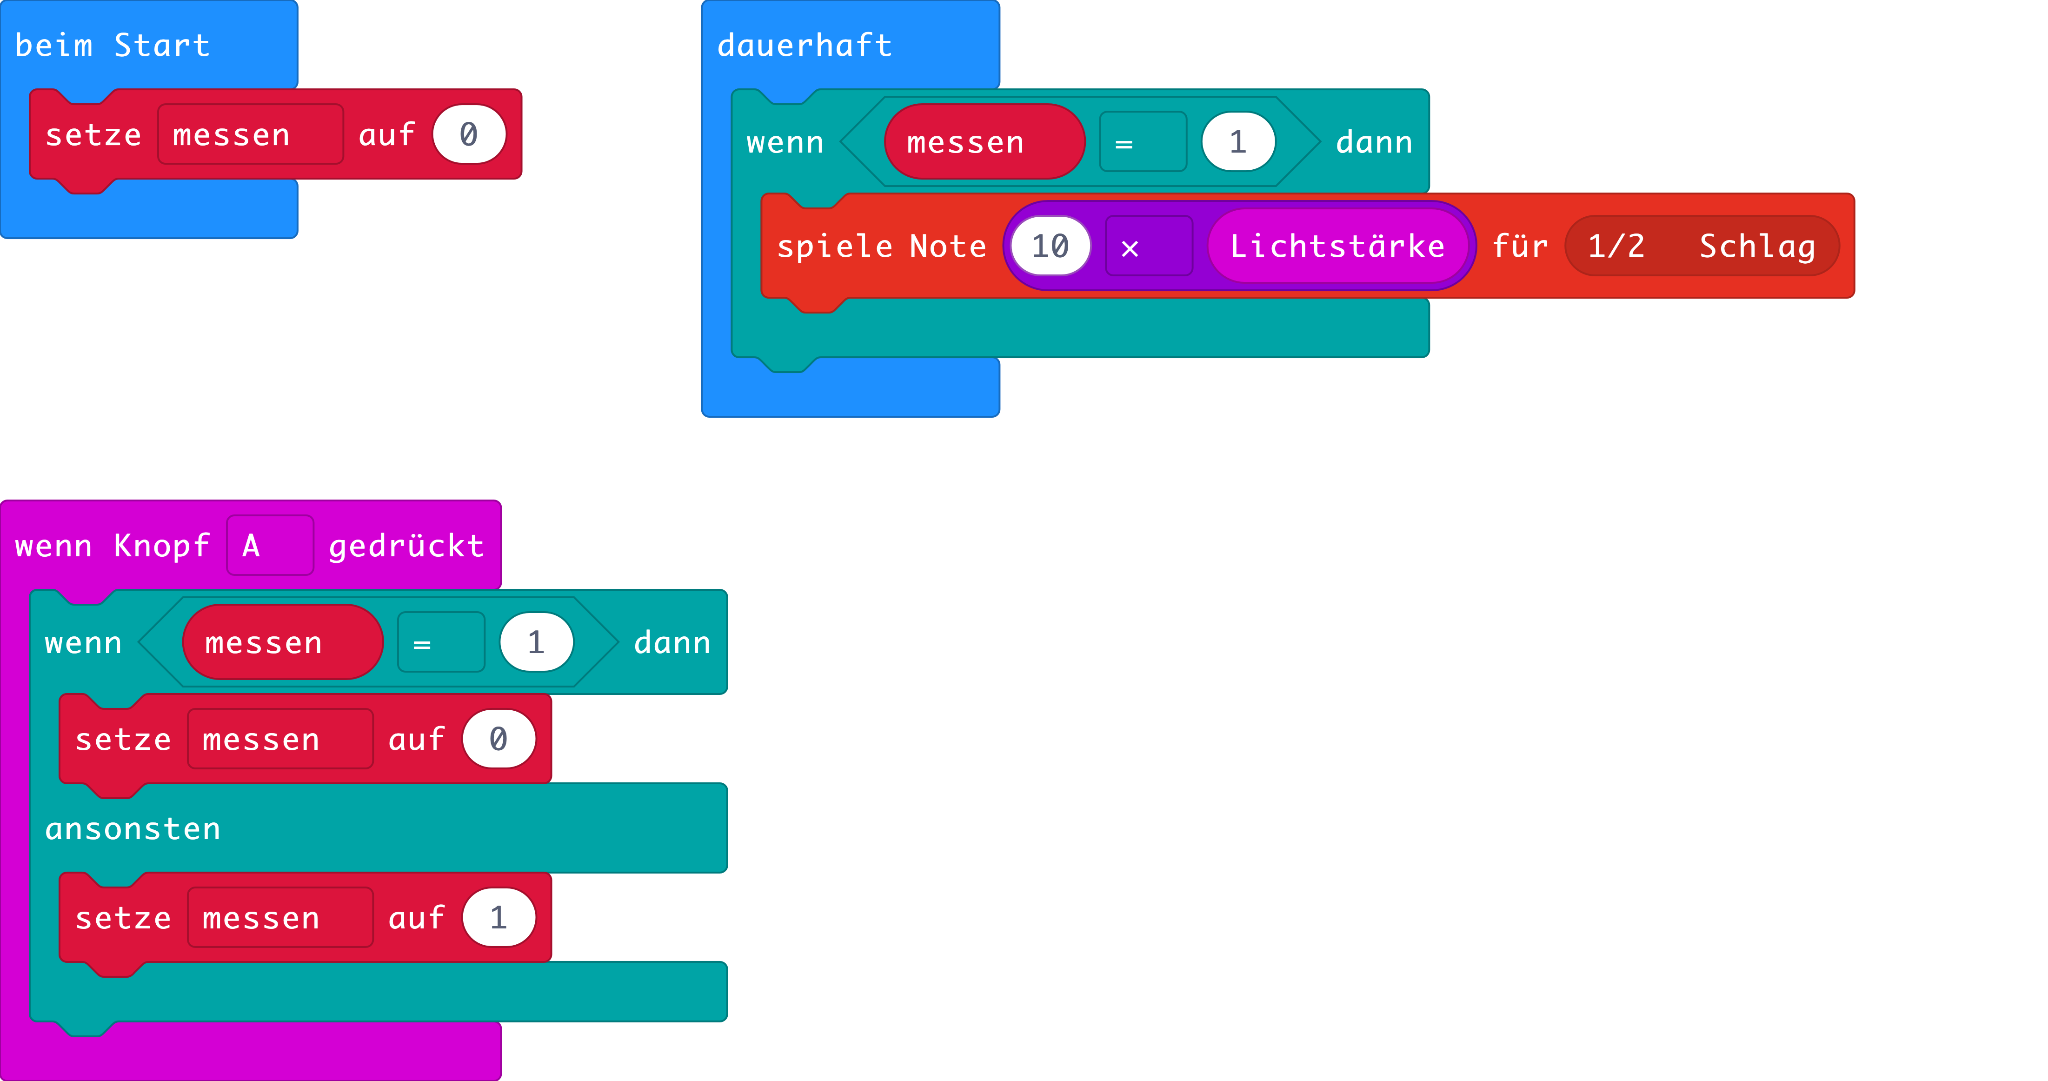 beim Start
setze messen auf 0
dauerhaft
wenn messen = 1 dann
spiele Note 10 × Lichtstärke für 1/2 Schlag
wenn Knopf A gedrückt
wenn messen = 1 dann
setze messen auf 0
ansonsten
setze messen auf 1